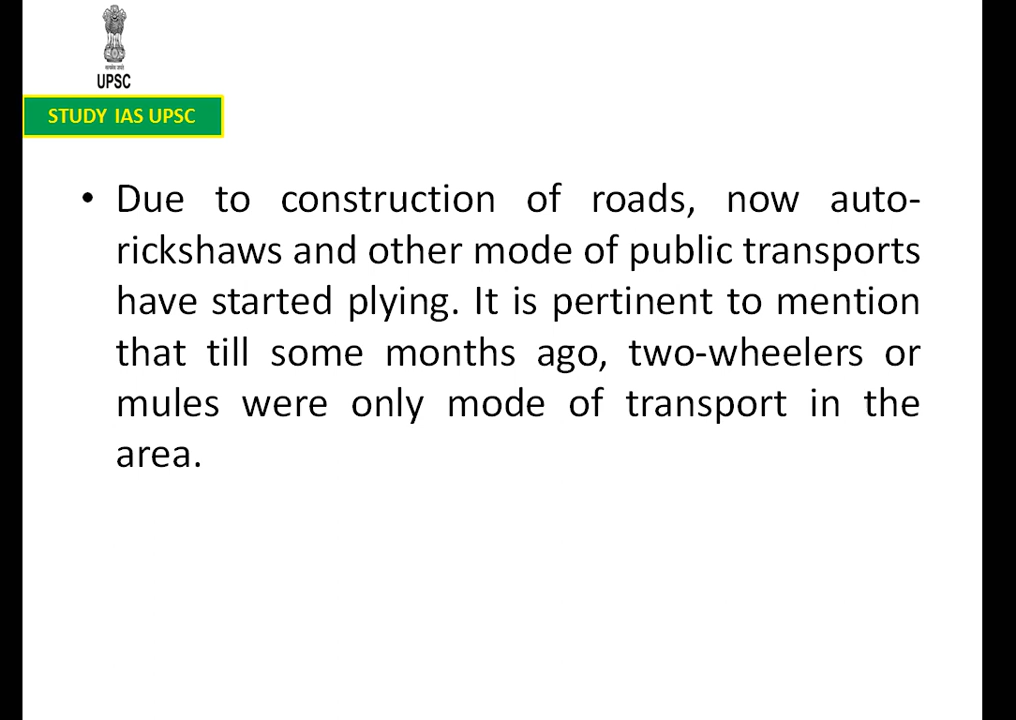 UPSC
STUDY IAS UPSC
• Due to construction of roads, now auto-
rickshaws and other mode of public transports
have started plying. It is pertinent to mention
that till some months ago, two-wheelers or
mules were only mode of transport in the
area.